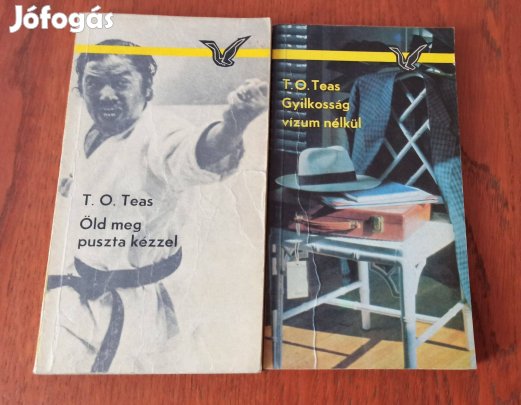 Jófogás
T. O. Teas
Öld meg
puszta kézzel
T. O. Teas
Gyilkosság
vízum nélkül